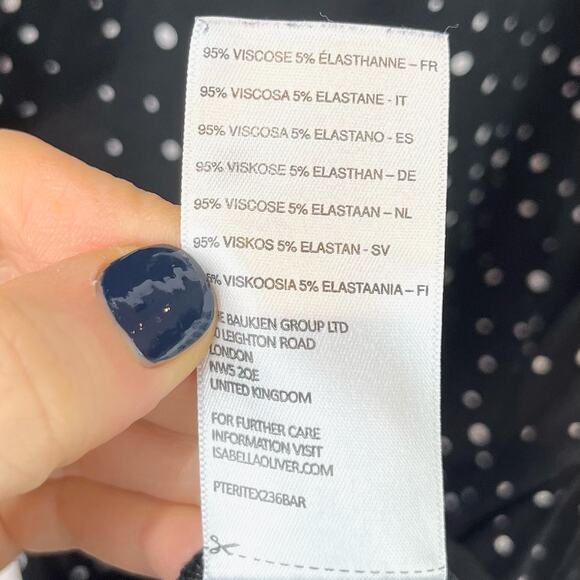 95% VISCOSE 5% ÉLASTHANNE – FR
95% VISCOSA 5% ELASTANE - IT
95% VISCOSA 5% ELASTANO - ES
95% VISKOSE 5% ELASTHAN – DE
95% VISCOSE 5% ELASTAAN – NL
95% VISKOS 5% ELASTAN - SV
VISKOOSIA 5% ELASTAANIA – FI
BAUKJEN GROUP LTD
LEIGHTON ROAD
LONDON
NW5 2QE
UNITED KINGDOM
FOR FURTHER CARE
INFORMATION VISIT
ISABELLAOLIVER.COM
PTERITEX236BAR